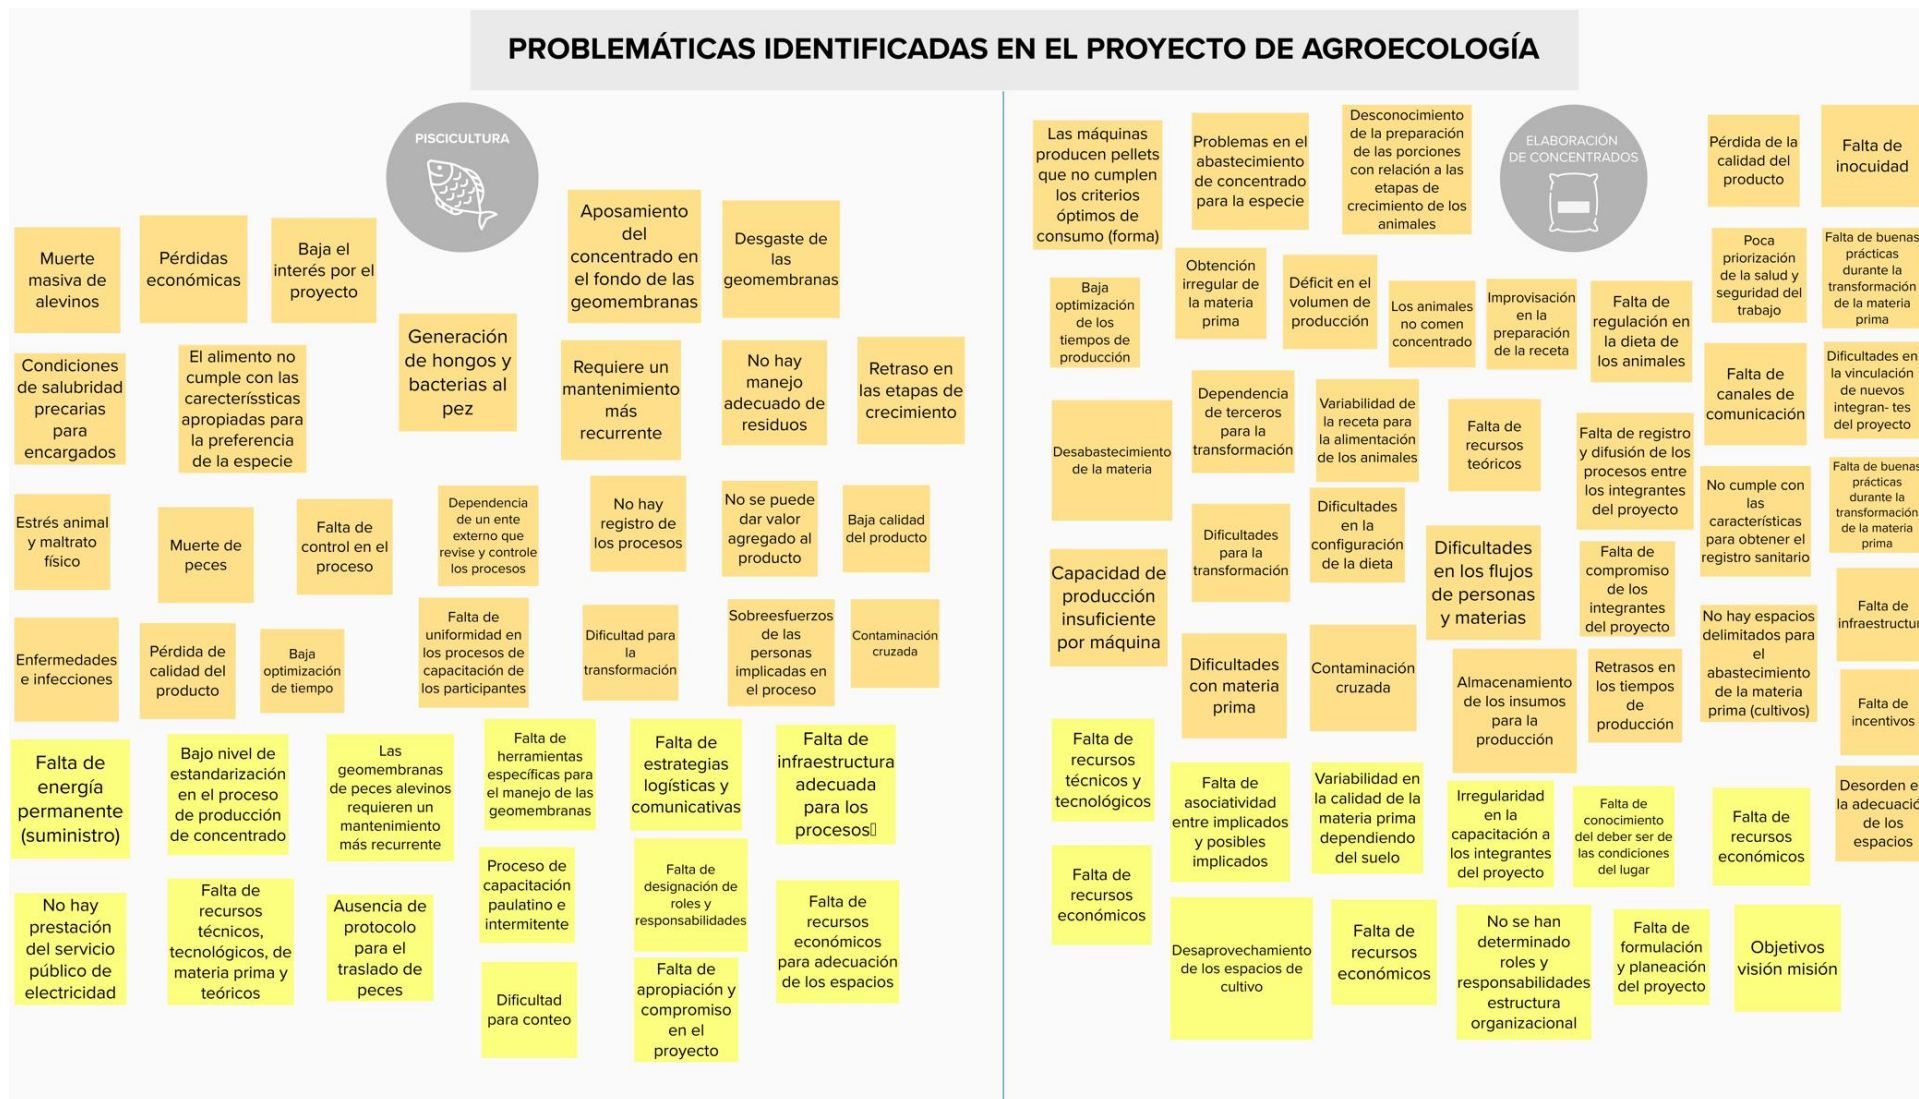 PROBLEMÁTICAS IDENTIFICADAS EN EL PROYECTO DE AGROECOLOGÍA
PISCICULTURA
Muerte
masiva de
alevinos
Pérdidas
económicas
Baja el
interés por el
proyecto
Generación
de hongos y
bacterias al
pez
Aposamiento
del
concentrado en
el fondo de las
geomembranas
Desgaste de
las
geomembranas
Condiciones
de salubridad
precarias
para
encargados
El alimento no
cumple con las
caracteríssticas
apropiadas para
la preferencia
de la especie
Requiere un
mantenimiento
más
recurrente
No hay
manejo
adecuado de
residuos
Retraso en
las etapas de
crecimiento
Estrés animal
y maltrato
físico
Muerte de
peces
Falta de
control en el
proceso
Dependencia
de un ente
externo que
revise y controle
los procesos
No hay
registro de
los procesos
No se puede
dar valor
agregado al
producto
Baja calidad
del producto
Enfermedades
e infecciones
Pérdida de
calidad del
producto
Baja
optimización
de tiempo
Falta de
uniformidad en
los procesos de
capacitación de
los participantes
Dificultad para
la
transformación
Sobreesfuerzos
de las
personas
implicadas en
el proceso
Contaminación
cruzada
Falta de
energía
permanente
(suministro)
Bajo nivel de
estandarización
en el proceso
de producción
de concentrado
Las
geomembranas
de peces alevinos
requieren un
mantenimiento
más recurrente
Falta de
herramientas
específicas para
el manejo de las
geomembranas
Falta de
estrategias
logísticas y
comunicativas
Falta de
infraestructura
adecuada
para los
procesos
No hay
prestación
del servicio
público de
electricidad
Falta de
recursos
técnicos,
tecnológicos, de
materia prima y
teóricos
Ausencia de
protocolo
para el
traslado de
peces
Proceso de
capacitación
paulatino e
intermitente
Falta de
designación de
roles y
responsabilidades
Falta de
recursos
económicos
para adecuación
de los espacios
Dificultad
para conteo
Falta de
apropiación y
compromiso
en el
proyecto
ELABORACIÓN
DE CONCENTRADOS
Las máquinas
producen pellets
que no cumplen
los criterios
óptimos de
consumo (forma)
Problemas en el
abastecimiento
de concentrado
para la especie
Desconocimiento
de la preparación
de las porciones
con relación a las
etapas de
crecimiento de los
animales
Pérdida de la
calidad del
producto
Falta de
inocuidad
Baja
optimización
de los
tiempos de
producción
Obtención
irregular de
la materia
prima
Déficit en el
volumen de
producción
Los animales
no comen
concentrado
Improvisación
en la
preparación
de la receta
Falta de
regulación en
la dieta de
los animales
Poca
priorización
de la salud y
seguridad del
trabajo
Falta de buenas
prácticas
durante la
transformación
de la materia
prima
Desabastecimiento
de la materia
Dependencia
de terceros
para la
transformación
Variabilidad de
la receta para
la alimentación
de los animales
Falta de
recursos
teóricos
Falta de registro
y difusión de los
procesos entre
los integrantes
del proyecto
Falta de
canales de
comunicación
Dificultades en
la vinculación
de nuevos
integran- tes
del proyecto
Capacidad de
producción
insuficiente
por máquina
Dificultades
para la
transformación
Dificultades
en la
configuración
de la dieta
Dificultades
en los flujos
de personas
y materias
Falta de
compromiso
de los
integrantes
del proyecto
No cumple con
las
características
para obtener el
registro sanitario
Falta de buenas
prácticas
durante la
transformación
de la materia
prima
Dificultades
con materia
prima
Contaminación
cruzada
Almacenamiento
de los insumos
para la
producción
Retrasos en
los tiempos
de
producción
No hay espacios
delimitados para
el
abastecimiento
de la materia
prima (cultivos)
Falta de
infraestructur
Falta de
incentivos
Desorden e
la adecuació
de los
espacios
Falta de
recursos
técnicos y
tecnológicos
Falta de
asociatividad
entre implicados
y posibles
implicados
Variabilidad en
la calidad de la
materia prima
dependiendo
del suelo
Irregularidad
en la
capacitación a
los integrantes
del proyecto
Falta de
conocimiento
del deber ser de
las condiciones
del lugar
Falta de
recursos
económicos
Falta de
recursos
económicos
Desaprovechamiento
de los espacios de
cultivo
Falta de
recursos
económicos
No se han
determinado
roles y
responsabilidades
estructura
organizacional
Falta de
formulación
y planeación
del proyecto
Objetivos
visión misión